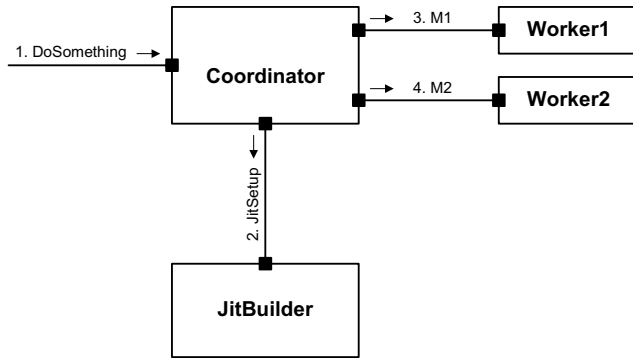 1. DoSomething
Coordinator
3. M1
Worker1
4. M2
Worker2
2. JitSetup
JitBuilder